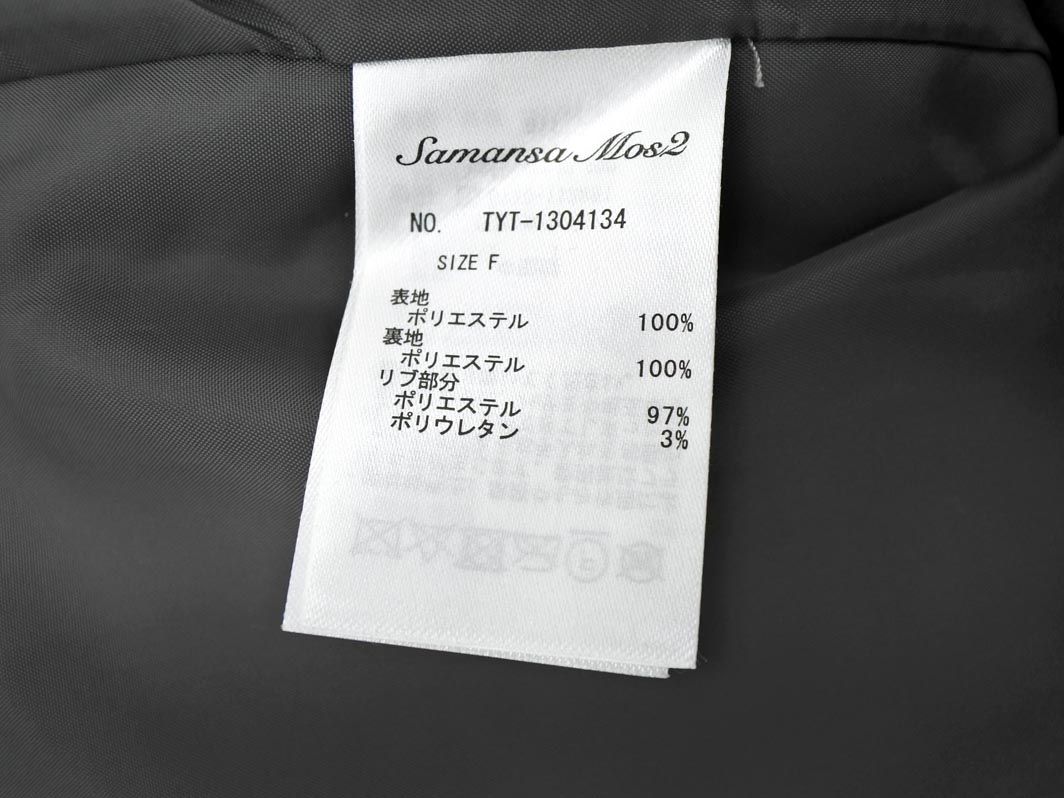 Samansa Mos2
NO. TYT-1304134
SIZE F
表地
ポリエステル 100%
裏地
ポリエステル 100%
リブ部分
ポリエステル 97%
ポリウレタン 3%